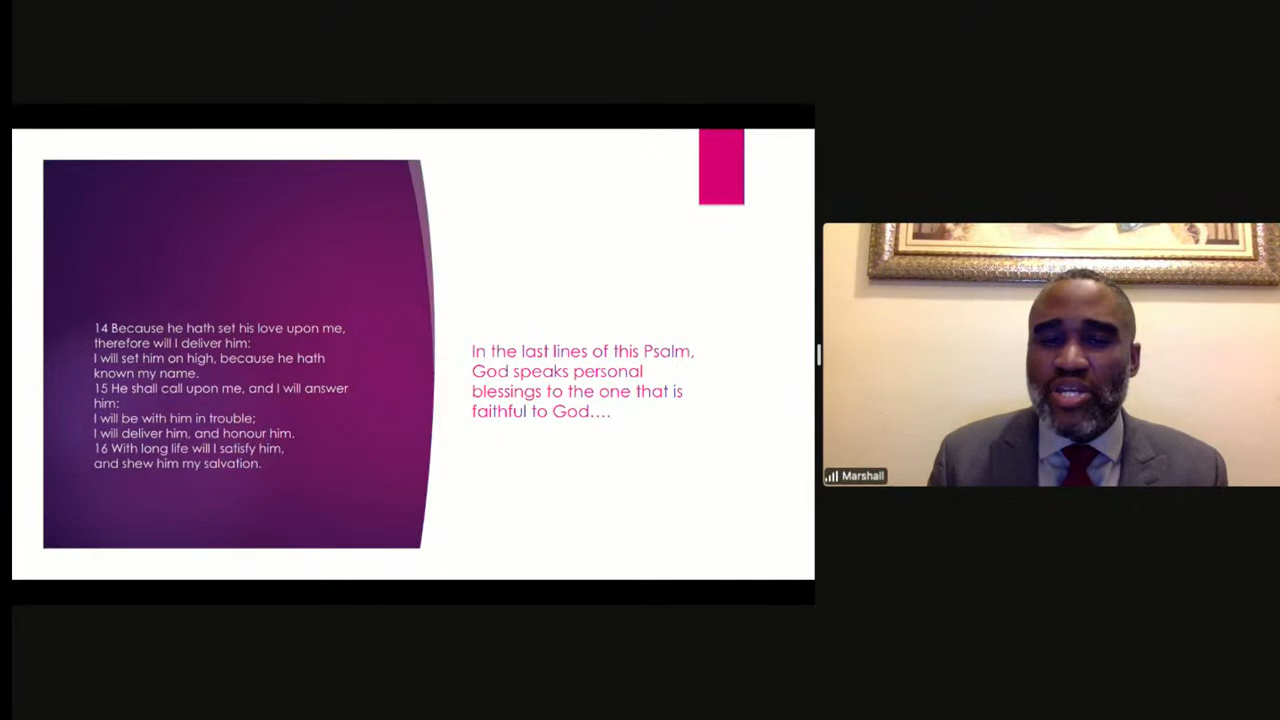 14 Because he hath set his love upon me,
therefore will I deliver him:
I will set him on high, because he hath
known my name.
15 He shall call upon me, and I will answer
him:
I will be with him in trouble;
I will deliver him, and honour him.
16 With long life will I satisfy him,
and shew him my salvation.
In the last lines of this Psalm,
God speaks personal
blessings to the one that is
faithful to God....
Marshall